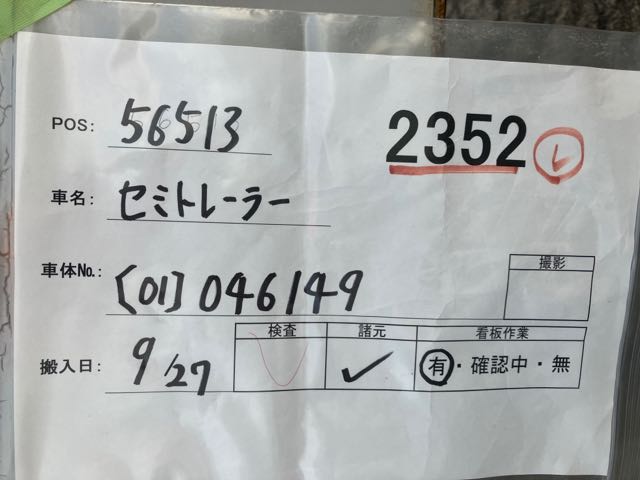 POS: 56513
2352 レ
車名: セミトレーラー
車体No.: [01]046149
撮影
検査 諸元 看板作業
搬入日: 9/27 ✓ ✓ 有・確認中・無